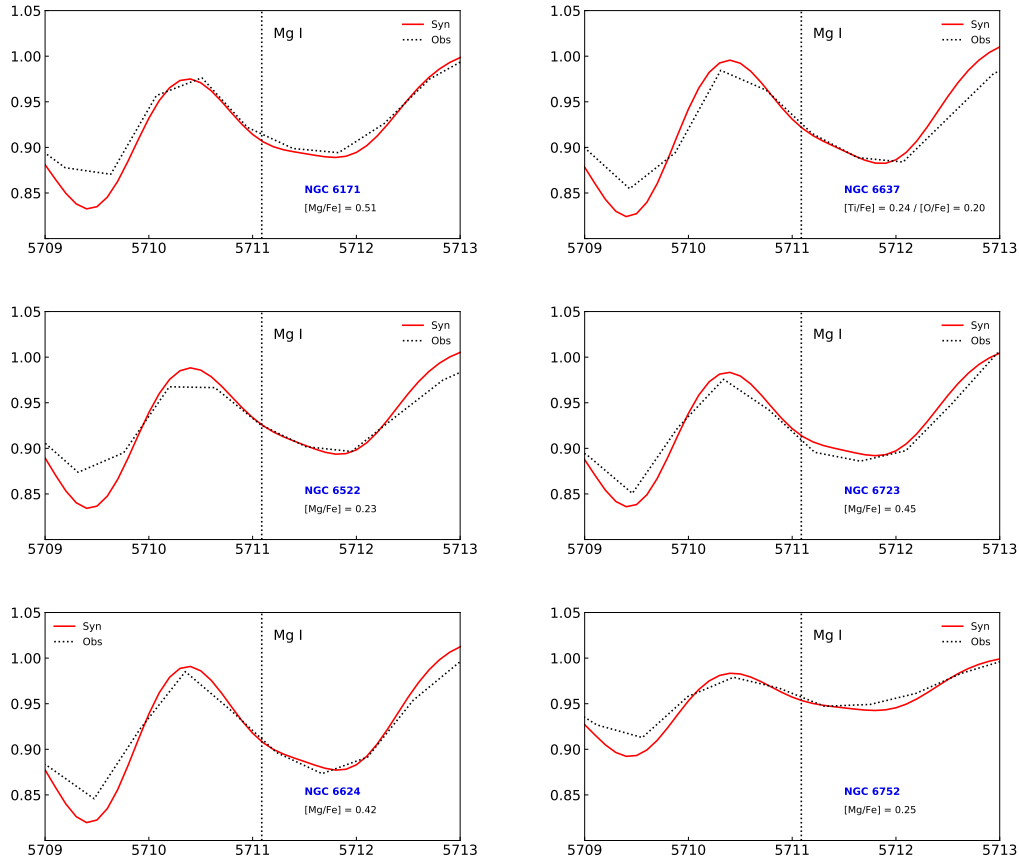 1.05
1.00
0.95
0.90
0.85
Mg I
Syn
Obs
NGC 6171
[Mg/Fe] = 0.51
5709 5710 5711 5712 5713
1.05
1.00
0.95
0.90
0.85
Mg I
Syn
Obs
NGC 6637
[Ti/Fe] = 0.24 / [O/Fe] = 0.20
5709 5710 5711 5712 5713
1.05
1.00
0.95
0.90
0.85
Mg I
Syn
Obs
NGC 6522
[Mg/Fe] = 0.23
5709 5710 5711 5712 5713
1.05
1.00
0.95
0.90
0.85
Mg I
Syn
Obs
NGC 6723
[Mg/Fe] = 0.45
5709 5710 5711 5712 5713
1.05
1.00
0.95
0.90
0.85
Syn
Obs
Mg I
NGC 6624
[Mg/Fe] = 0.42
5709 5710 5711 5712 5713
1.05
1.00
0.95
0.90
0.85
Mg I
Syn
Obs
NGC 6752
[Mg/Fe] = 0.25
5709 5710 5711 5712 5713